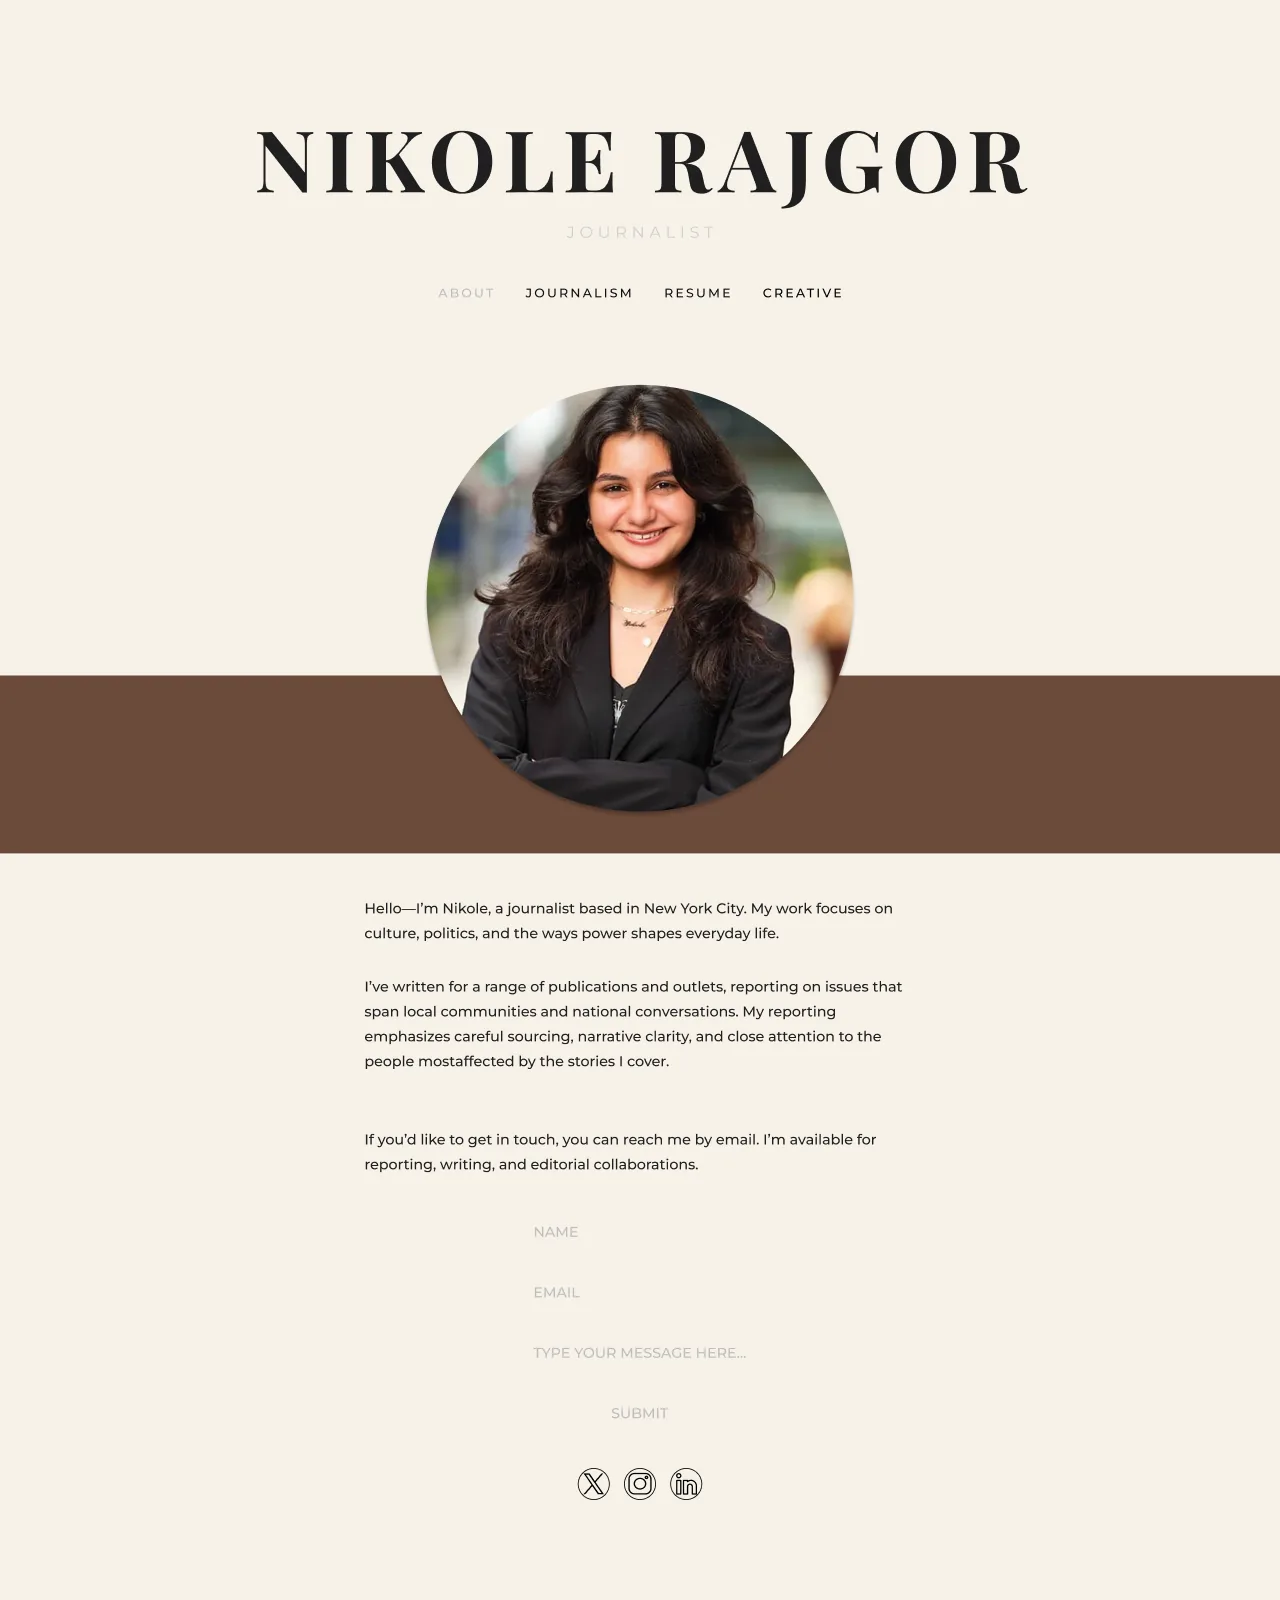 NIKOLE RAJGOR
JOURNALIST
ABOUT JOURNALISM RESUME CREATIVE
Hello—I’m Nikole, a journalist based in New York City. My work focuses on
culture, politics, and the ways power shapes everyday life.
I’ve written for a range of publications and outlets, reporting on issues that
span local communities and national conversations. My reporting
emphasizes careful sourcing, narrative clarity, and close attention to the
people mostaffected by the stories I cover.
If you’d like to get in touch, you can reach me by email. I’m available for
reporting, writing, and editorial collaborations.
NAME
EMAIL
TYPE YOUR MESSAGE HERE...
SUBMIT
X in